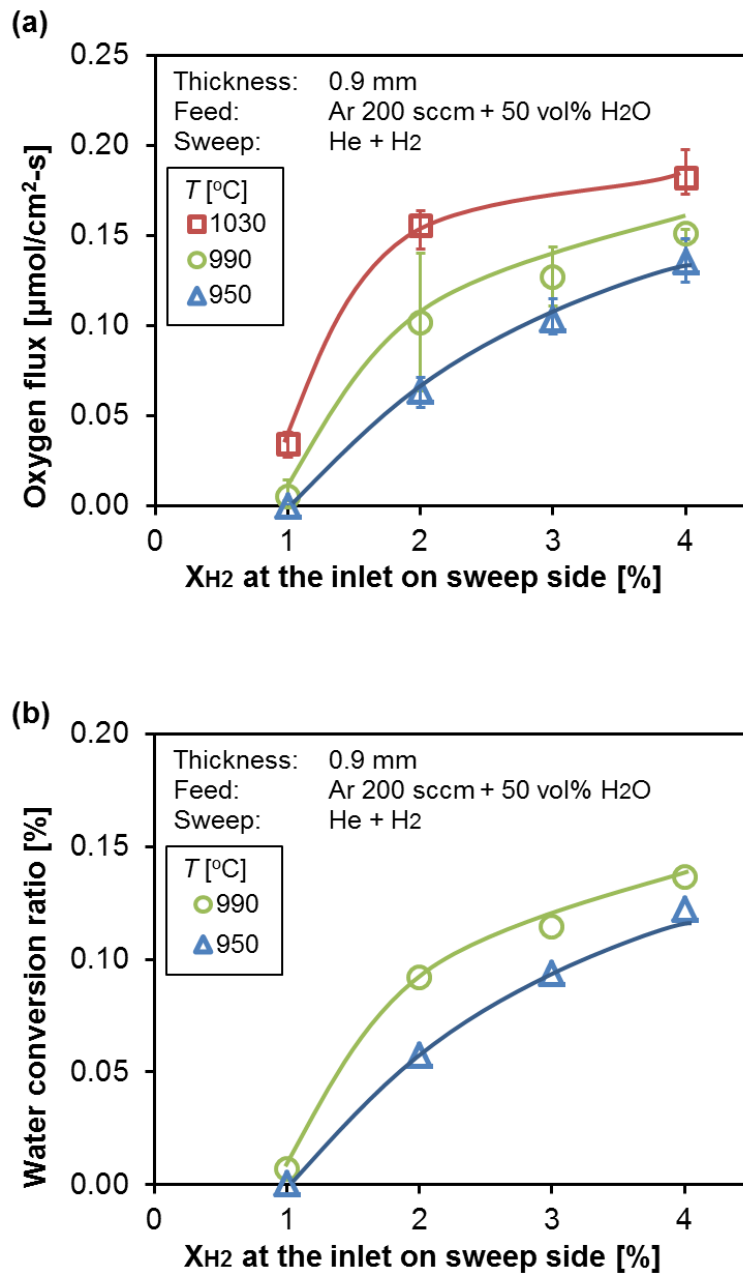 (a)
0.25
0.20
0.15
0.10
0.05
0.00
Oxygen flux [μmol/cm²-s]
Thickness: 0.9 mm
Feed: Ar 200 sccm + 50 vol% H2O
Sweep: He + H2
T [°C]
1030
990
950
0 1 2 3 4
XH2 at the inlet on sweep side [%]
(b)
0.20
0.15
0.10
0.05
0.00
Water conversion ratio [%]
Thickness: 0.9 mm
Feed: Ar 200 sccm + 50 vol% H2O
Sweep: He + H2
T [°C]
990
950
0 1 2 3 4
XH2 at the inlet on sweep side [%]